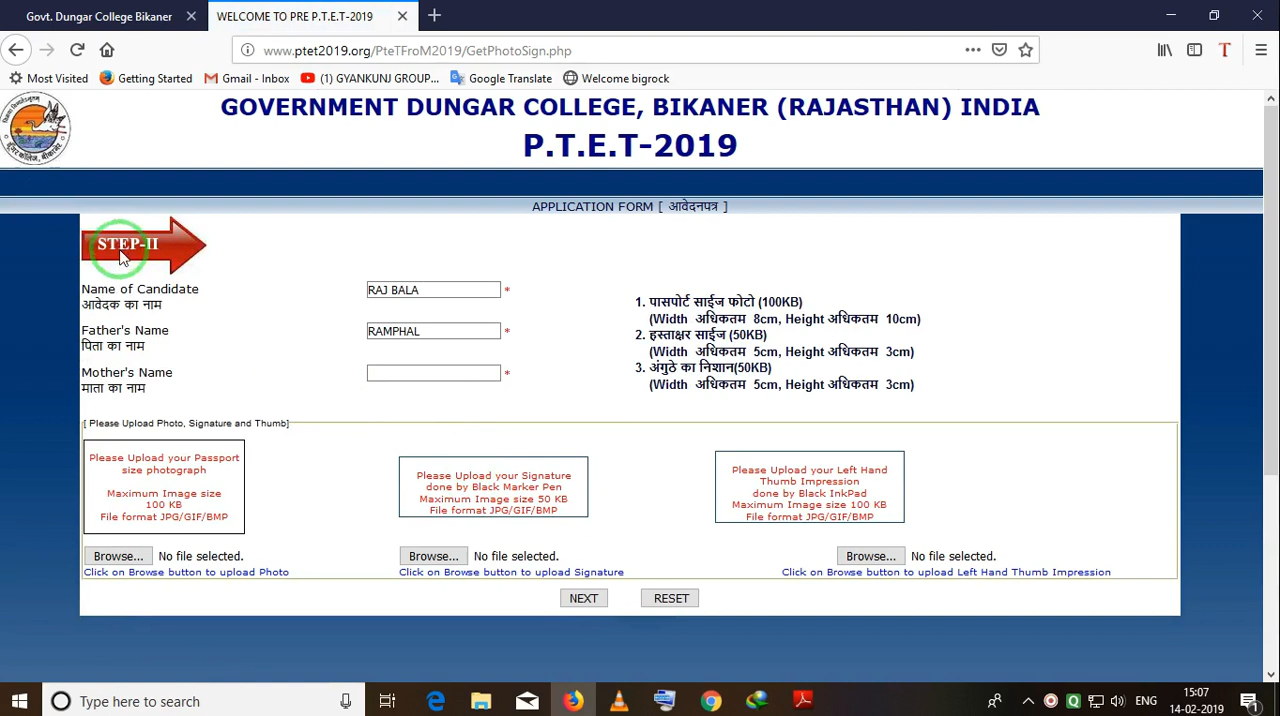 Govt. Dungar College Bikaner
WELCOME TO PRE P.T.E.T-2019
www.ptet2019.org/PteTFroM2019/GetPhotoSign.php
Most Visited
Getting Started
Gmail - Inbox
(1) GYANKUNJ GROUP...
Google Translate
Welcome bigrock
GOVERNMENT DUNGAR COLLEGE, BIKANER (RAJASTHAN) INDIA
P.T.E.T-2019
APPLICATION FORM [ आवेदनपत्र ]
STEP-II
Name of Candidate
आवेदक का नाम
RAJ BALA *
Father's Name
पिता का नाम
RAMPHAL *
Mother's Name
माता का नाम
*
1. पासपोर्ट साईज फोटो (100KB)
(Width अधिकतम 8cm, Height अधिकतम 10cm)
2. हस्ताक्षर साईज (50KB)
(Width अधिकतम 5cm, Height अधिकतम 3cm)
3. अंगुठे का निशान(50KB)
(Width अधिकतम 5cm, Height अधिकतम 3cm)
[ Please Upload Photo, Signature and Thumb]
Please Upload your Passport
size photograph
Maximum Image size
100 KB
File format JPG/GIF/BMP
Please Upload your Signature
done by Black Marker Pen
Maximum Image size 50 KB
File format JPG/GIF/BMP
Please Upload your Left Hand
Thumb Impression
done by Black InkPad
Maximum Image size 100 KB
File format JPG/GIF/BMP
Browse... No file selected.
Click on Browse button to upload Photo
Browse... No file selected.
Click on Browse button to upload Signature
Browse... No file selected.
Click on Browse button to upload Left Hand Thumb Impression
NEXT
RESET
Type here to search
ENG
15:07
14-02-2019
1